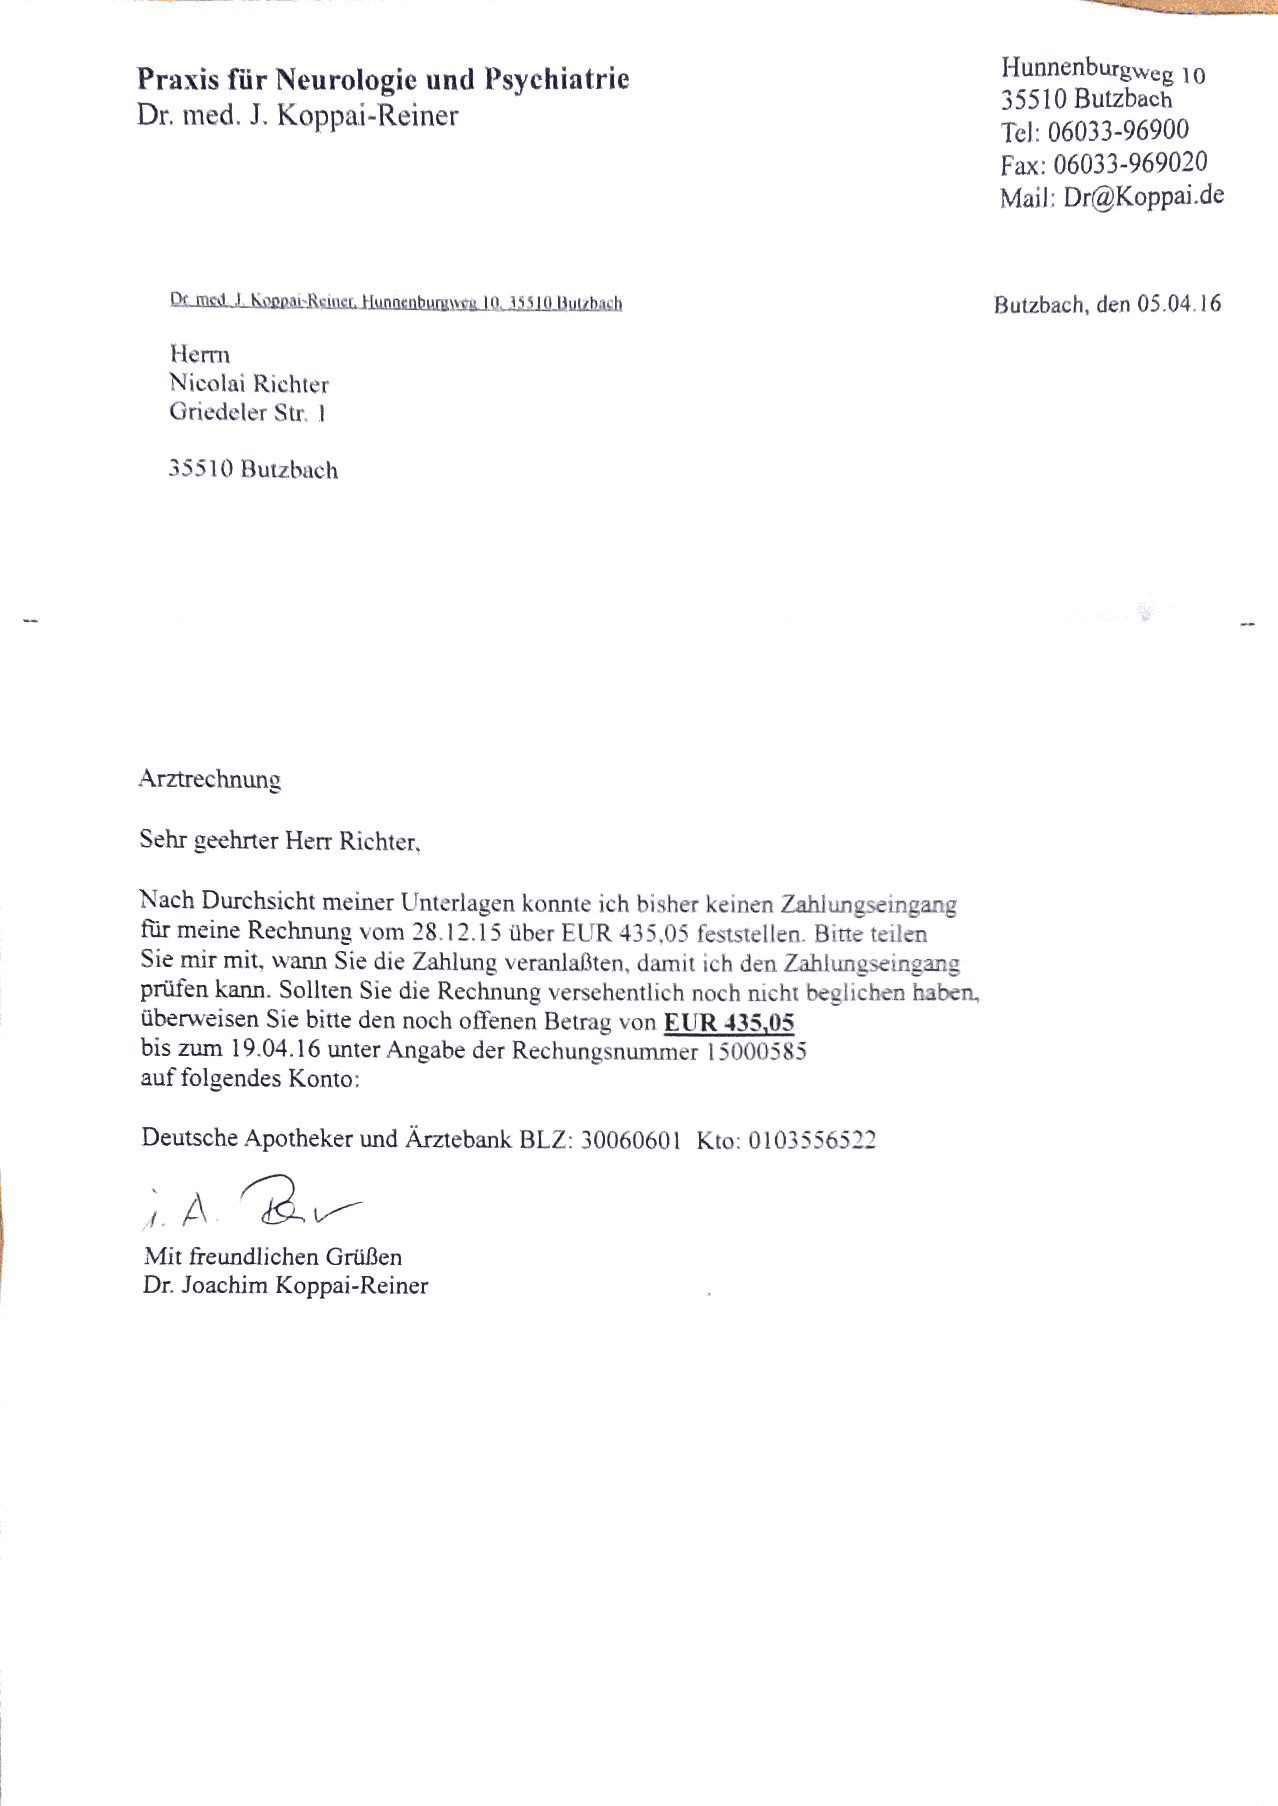 Praxis für Neurologie und Psychiatrie
Dr. med. J. Koppai-Reiner
Hunnenburgweg 10
35510 Butzbach
Tel: 06033-96900
Fax: 06033-969020
Mail: Dr@Koppai.de
Dr. med. J. Koppai-Reiner, Hunnenburgweg 10, 35510 Butzbach
Butzbach, den 05.04.16
Herrn
Nicolai Richter
Griedeler Str. 1
35510 Butzbach
Arztrechnung
Sehr geehrter Herr Richter,
Nach Durchsicht meiner Unterlagen konnte ich bisher keinen Zahlungseingang
für meine Rechnung vom 28.12.15 über EUR 435,05 feststellen. Bitte teilen
Sie mir mit, wann Sie die Zahlung veranlaßten, damit ich den Zahlungseingang
prüfen kann. Sollten Sie die Rechnung versehentlich noch nicht beglichen haben,
überweisen Sie bitte den noch offenen Betrag von EUR 435,05
bis zum 19.04.16 unter Angabe der Rechungsnummer 15000585
auf folgendes Konto:
Deutsche Apotheker und Ärztebank BLZ: 30060601 Kto: 0103556522
i. A.
Mit freundlichen Grüßen
Dr. Joachim Koppai-Reiner